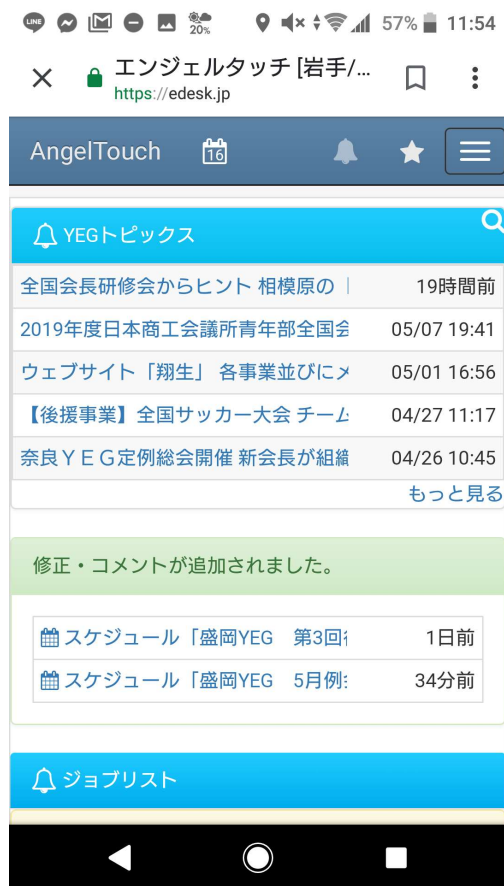 LINE
20%
57%
11:54
エンジェルタッチ [岩手/...
https://edesk.jp
AngelTouch
16
YEGトピックス
全国会長研修会からヒント 相模原の
19時間前
2019年度日本商工会議所青年部全国会
05/07 19:41
ウェブサイト「翔生」 各事業並びにメ
05/01 16:56
【後援事業】全国サッカー大会 チーム
04/27 11:17
奈良ＹＥＧ定例総会開催 新会長が組織
04/26 10:45
もっと見る
修正・コメントが追加されました。
スケジュール「盛岡YEG 第3回
1日前
スケジュール「盛岡YEG 5月例
34分前
ジョブリスト